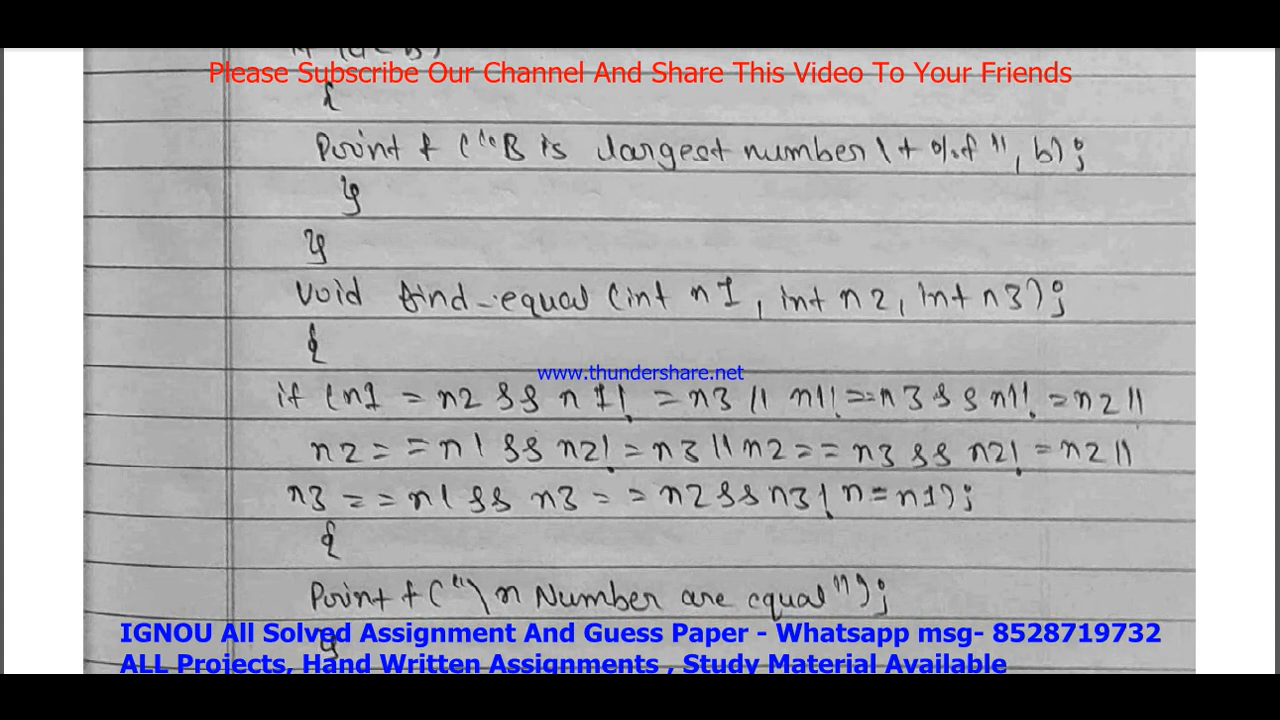 Please Subscribe Our Channel And Share This Video To Your Friends
{
Printf ("B is largest number \t %f", b);
}
}
Void find_equal (int n1, int n2, int n3);
{
www.thundershare.net
if (n1 = n2 && n1! = n3 || n1! == n3 && n1! = n2 ||
n2 = = n1 && n2! = n3 || n2 == n3 && n2! = n2 ||
n3 == n1 && n3 = = n2 && n3! n = n1);
{
Printf ("\n Number are equal");
IGNOU All Solved Assignment And Guess Paper - Whatsapp msg- 8528719732
}
ALL Projects, Hand Written Assignments , Study Material Available